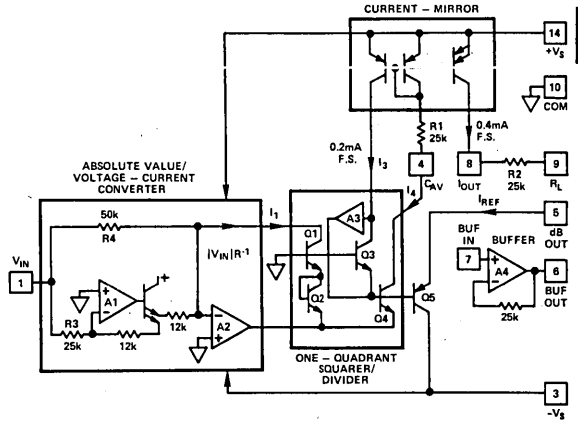 CURRENT – MIRROR
14
+VS
10
COM
R1
25k
0.2mA
F.S.
0.4mA
F.S.
ABSOLUTE VALUE/
VOLTAGE – CURRENT
CONVERTER
I3
4
CAV
8
IOUT
R2
25k
9
RL
50k
R4
I1
|VIN|R-1
I4
A3
IREF
5
dB
OUT
VIN
1
Q1
Q3
BUF
IN
7
BUFFER
A4
6
BUF
OUT
+
A1
+
–
12k
–
A2
+
Q2
Q4
Q5
+
–
25k
R3
25k
12k
ONE – QUADRANT
SQUARER/
DIVIDER
3
-VS